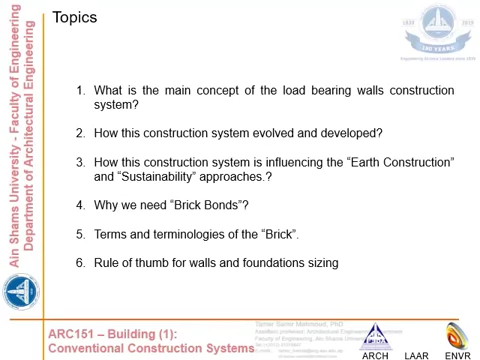 Topics
1. What is the main concept of the load bearing walls construction
system?
2. How this construction system evolved and developed?
3. How this construction system is influencing the “Earth Construction”
and “Sustainability” approaches.?
4. Why we need “Brick Bonds”?
5. Terms and terminologies of the “Brick”.
6. Rule of thumb for walls and foundations sizing
Ain Shams University - Faculty of Engineering
Department of Architectural Engineering
ARC151 – Building (1):
Conventional Construction Systems
Tamer Samir Mahmoud, PhD
ARCH LAAR ENVR
180 YEARS
1839
2019